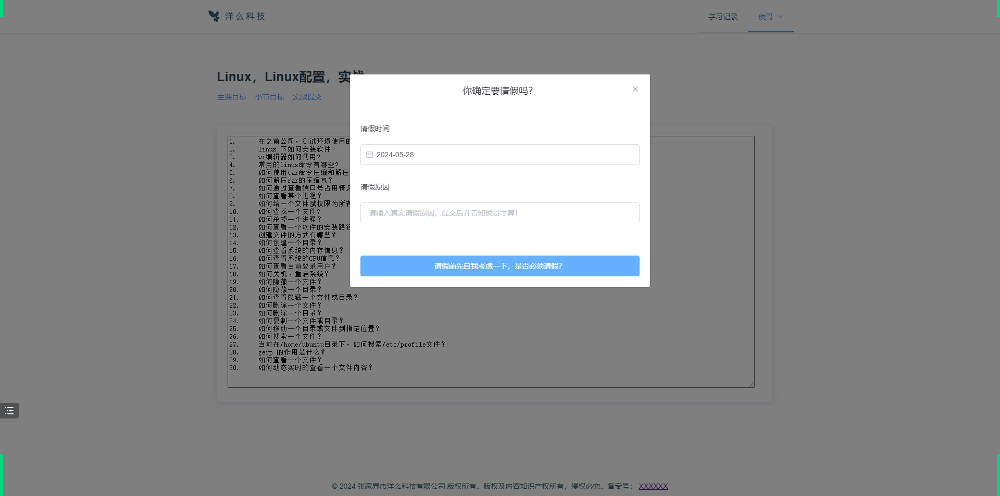 洋么科技
学习记录
俊哥
Linux，Linux配置，实战
主课目标 小节目标 实战提交
你确定要请假吗？
请假时间
2024-05-28
请假原因
请输入真实请假原因，提交后并告知俊哥才算！
请假前先自我考虑一下，是否必须请假？
1. 在之前公司，测试环境使用的
2. linux 下如何安装软件?
3. vi编辑器如何使用?
4. 常用的linux命令有哪些?
5. 如何使用tar命令压缩和解压
6. 如何解压rar的压缩包？
7. 如何通过查看端口号占用情况
8. 如何查看某个进程？
9. 如何给一个文件赋权限为所有
10. 如何查找一个文件?
11. 如何杀掉一个进程？
12. 如何查看一个软件的安装路径
13. 创建文件的方式有哪些？
14. 如何创建一个目录？
15. 如何查看系统的内存信息？
16. 如何查看系统的CPU信息？
17. 如何查看当前登录用户？
18. 如何关机、重启系统？
19. 如何隐藏一个文件？
20. 如何隐藏一个目录？
21. 如何查看隐藏一个文件或目录？
22. 如何删除一个文件？
23. 如何删除一个目录？
24. 如何复制一个文件或目录？
25. 如何移动一个目录或文件到指定位置？
26. 如何搜索一个文件？
27. 当前在/home/ubuntu目录下，如何搜索/etc/profile文件？
28. gerp 的作用是什么？
29. 如何查看一个文件？
30. 如何动态实时的查看一个文件内容？
© 2024 张家界市洋么科技有限公司 版权所有。版权及内容知识产权所有，侵权必究。备案号： XXXXXX